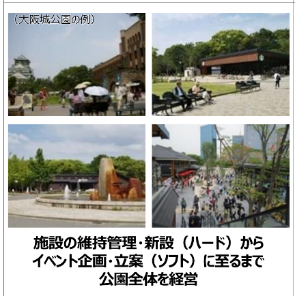 （大阪城公園の例）
施設の維持管理・新設（ハード）から
イベント企画・立案（ソフト）に至るまで
公園全体を経営